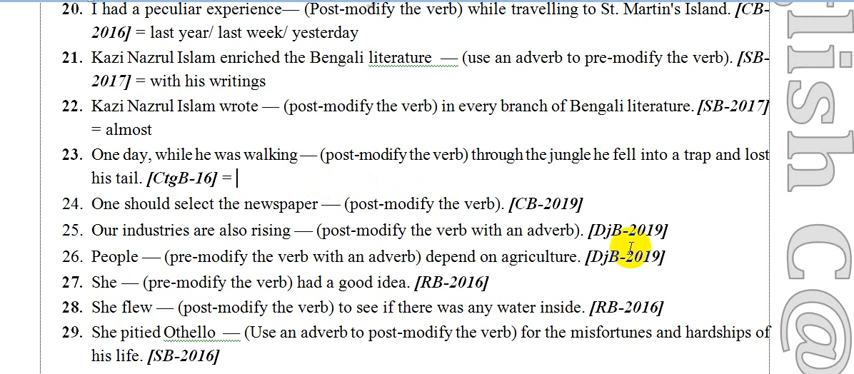 20. I had a peculiar experience— (Post-modify the verb) while travelling to St. Martin's Island. [CB-
2016] = last year/ last week/ yesterday
21. Kazi Nazrul Islam enriched the Bengali literature — (use an adverb to pre-modify the verb). [SB-
2017] = with his writings
22. Kazi Nazrul Islam wrote — (post-modify the verb) in every branch of Bengali literature. [SB-2017]
= almost
23. One day, while he was walking— (post-modify the verb) through the jungle he fell into a trap and lost
his tail. [CtgB-16] =
24. One should select the newspaper — (post-modify the verb). [CB-2019]
25. Our industries are also rising — (post-modify the verb with an adverb). [DjB-2019]
26. People — (pre-modify the verb with an adverb) depend on agriculture. [DjB-2019]
27. She — (pre-modify the verb) had a good idea. [RB-2016]
28. She flew — (post-modify the verb) to see if there was any water inside. [RB-2016]
29. She pitied Othello — (Use an adverb to post-modify the verb) for the misfortunes and hardships of
his life. [SB-2016]
lish C@